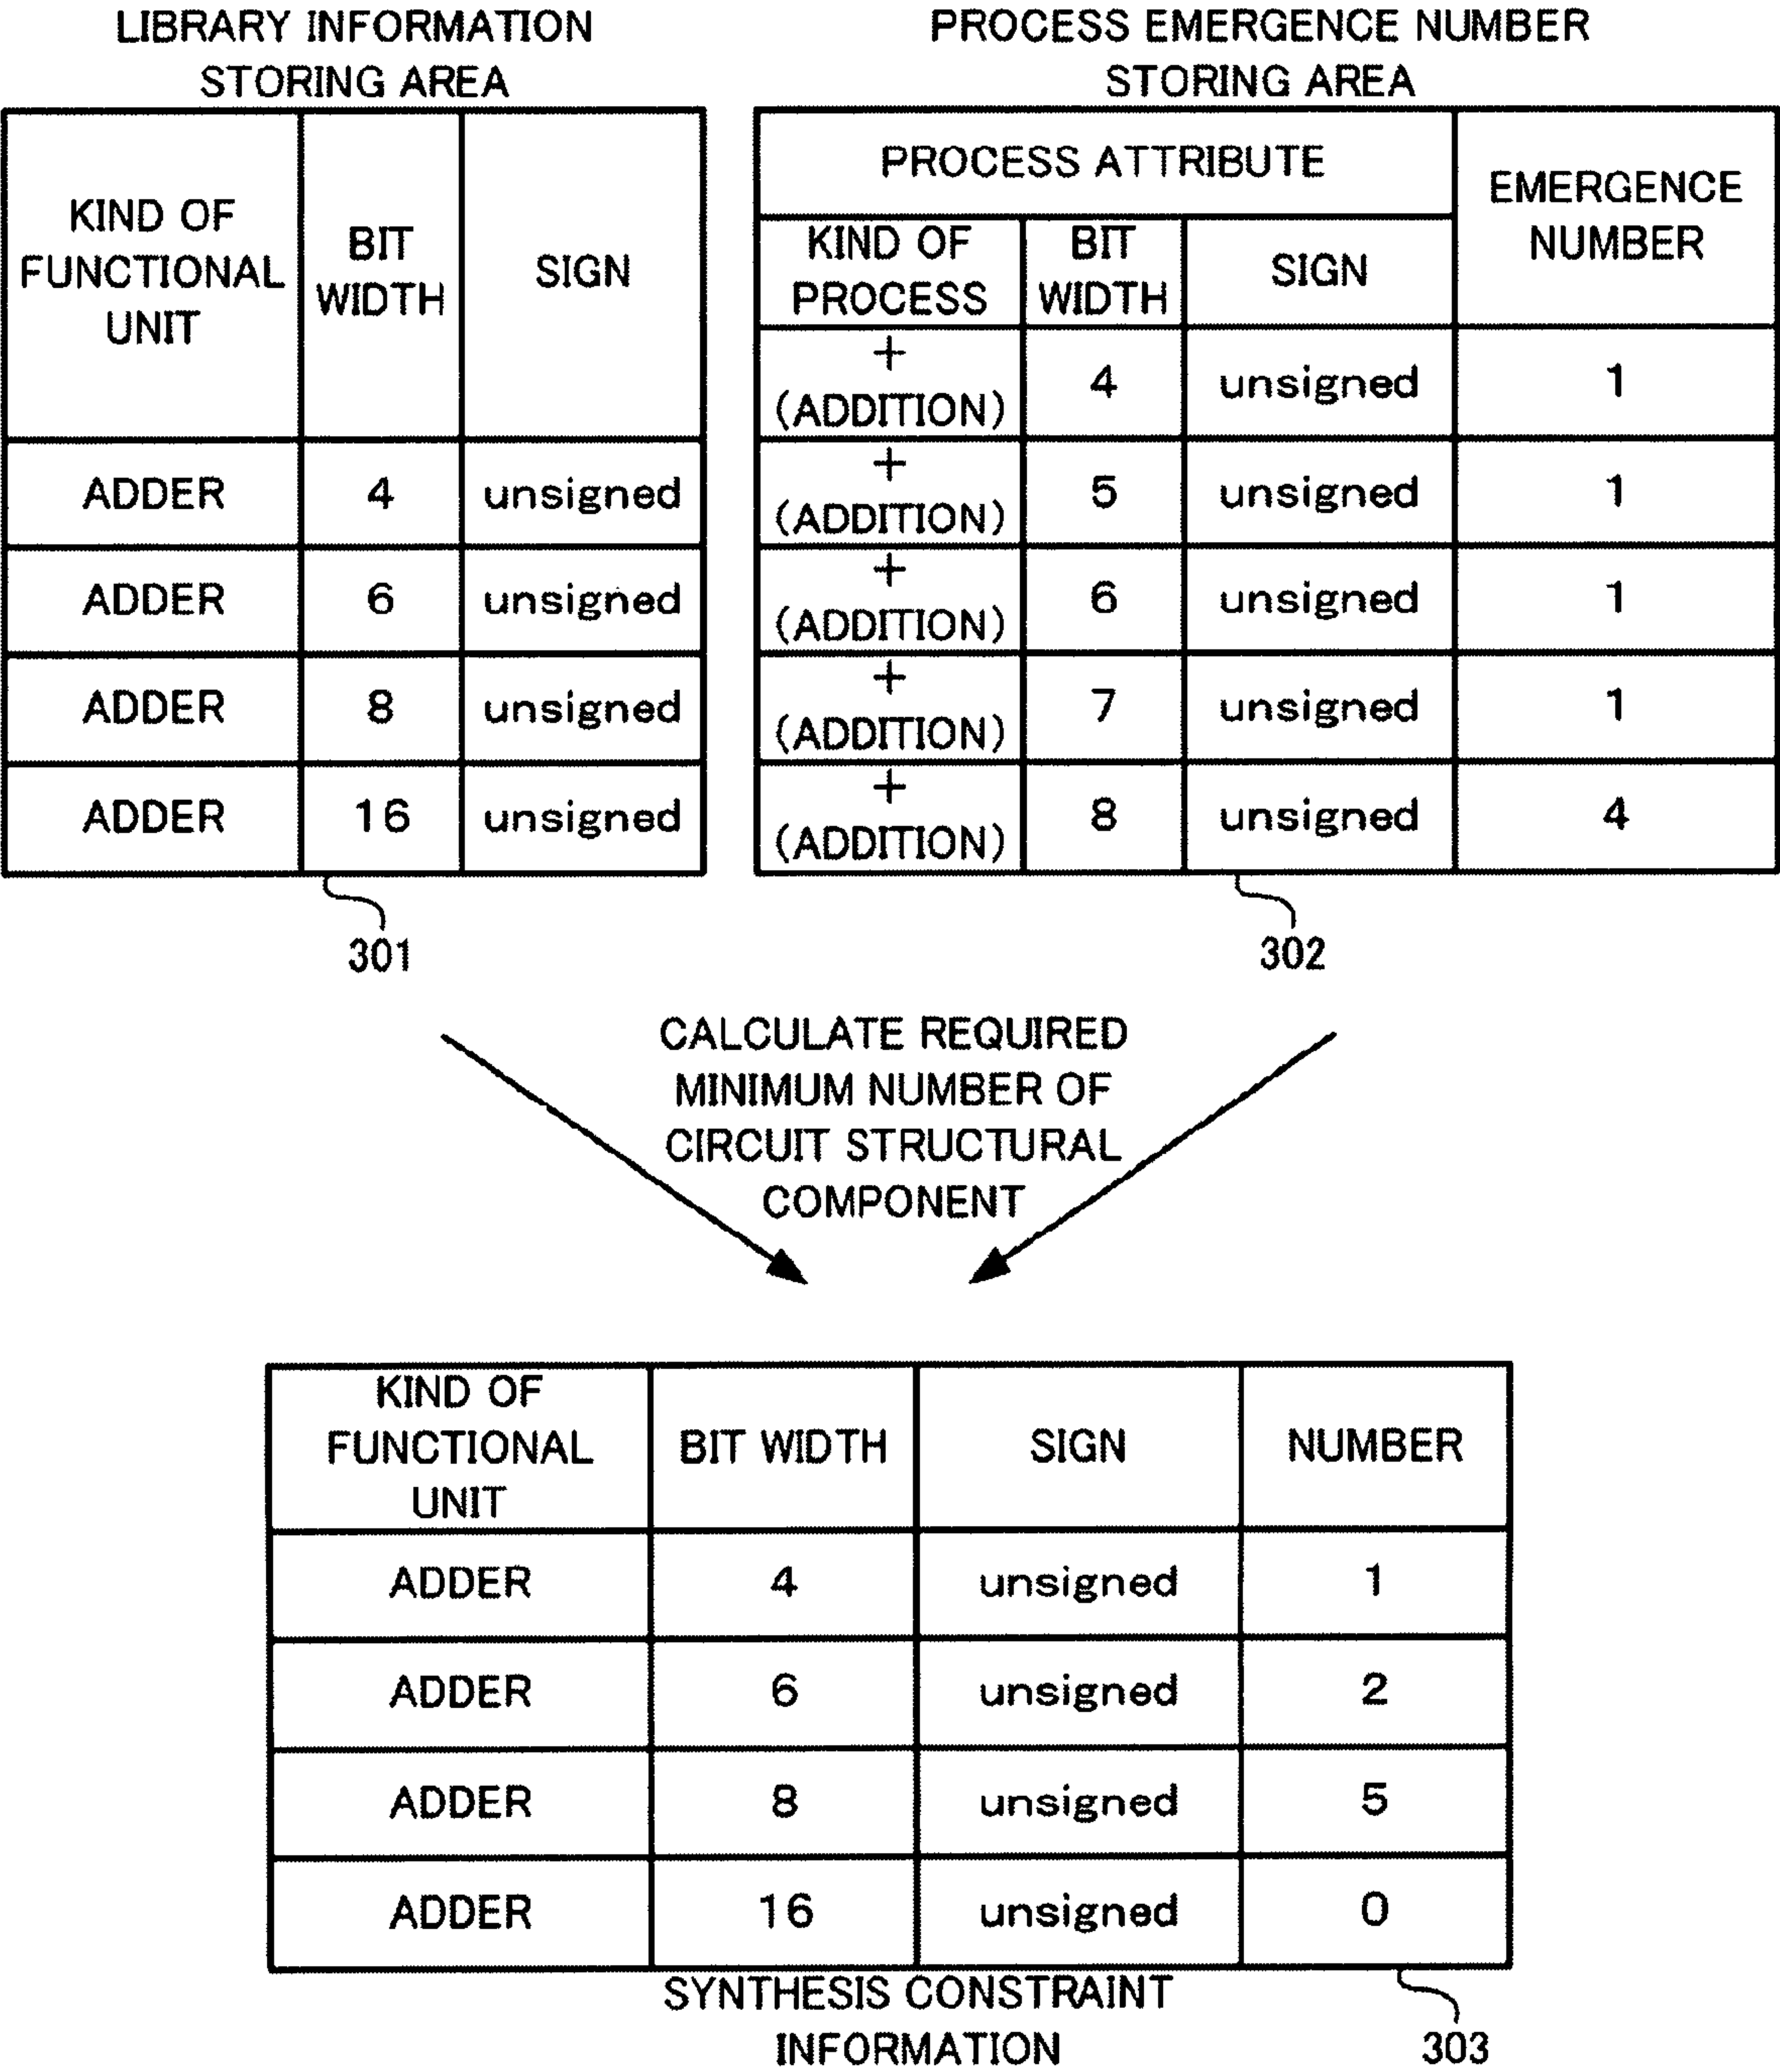 LIBRARY INFORMATION
STORING AREA
KIND OF
FUNCTIONAL
UNIT
BIT
WIDTH
SIGN
ADDER 4 unsigned
ADDER 6 unsigned
ADDER 8 unsigned
ADDER 16 unsigned
301
PROCESS EMERGENCE NUMBER
STORING AREA
PROCESS ATTRIBUTE
EMERGENCE
NUMBER
KIND OF
PROCESS
BIT
WIDTH
SIGN
+
(ADDITION) 4 unsigned 1
+
(ADDITION) 5 unsigned 1
+
(ADDITION) 6 unsigned 1
+
(ADDITION) 7 unsigned 1
+
(ADDITION) 8 unsigned 4
302
CALCULATE REQUIRED
MINIMUM NUMBER OF
CIRCUIT STRUCTURAL
COMPONENT
KIND OF
FUNCTIONAL
UNIT
BIT WIDTH
SIGN
NUMBER
ADDER 4 unsigned 1
ADDER 6 unsigned 2
ADDER 8 unsigned 5
ADDER 16 unsigned 0
SYNTHESIS CONSTRAINT
INFORMATION
303